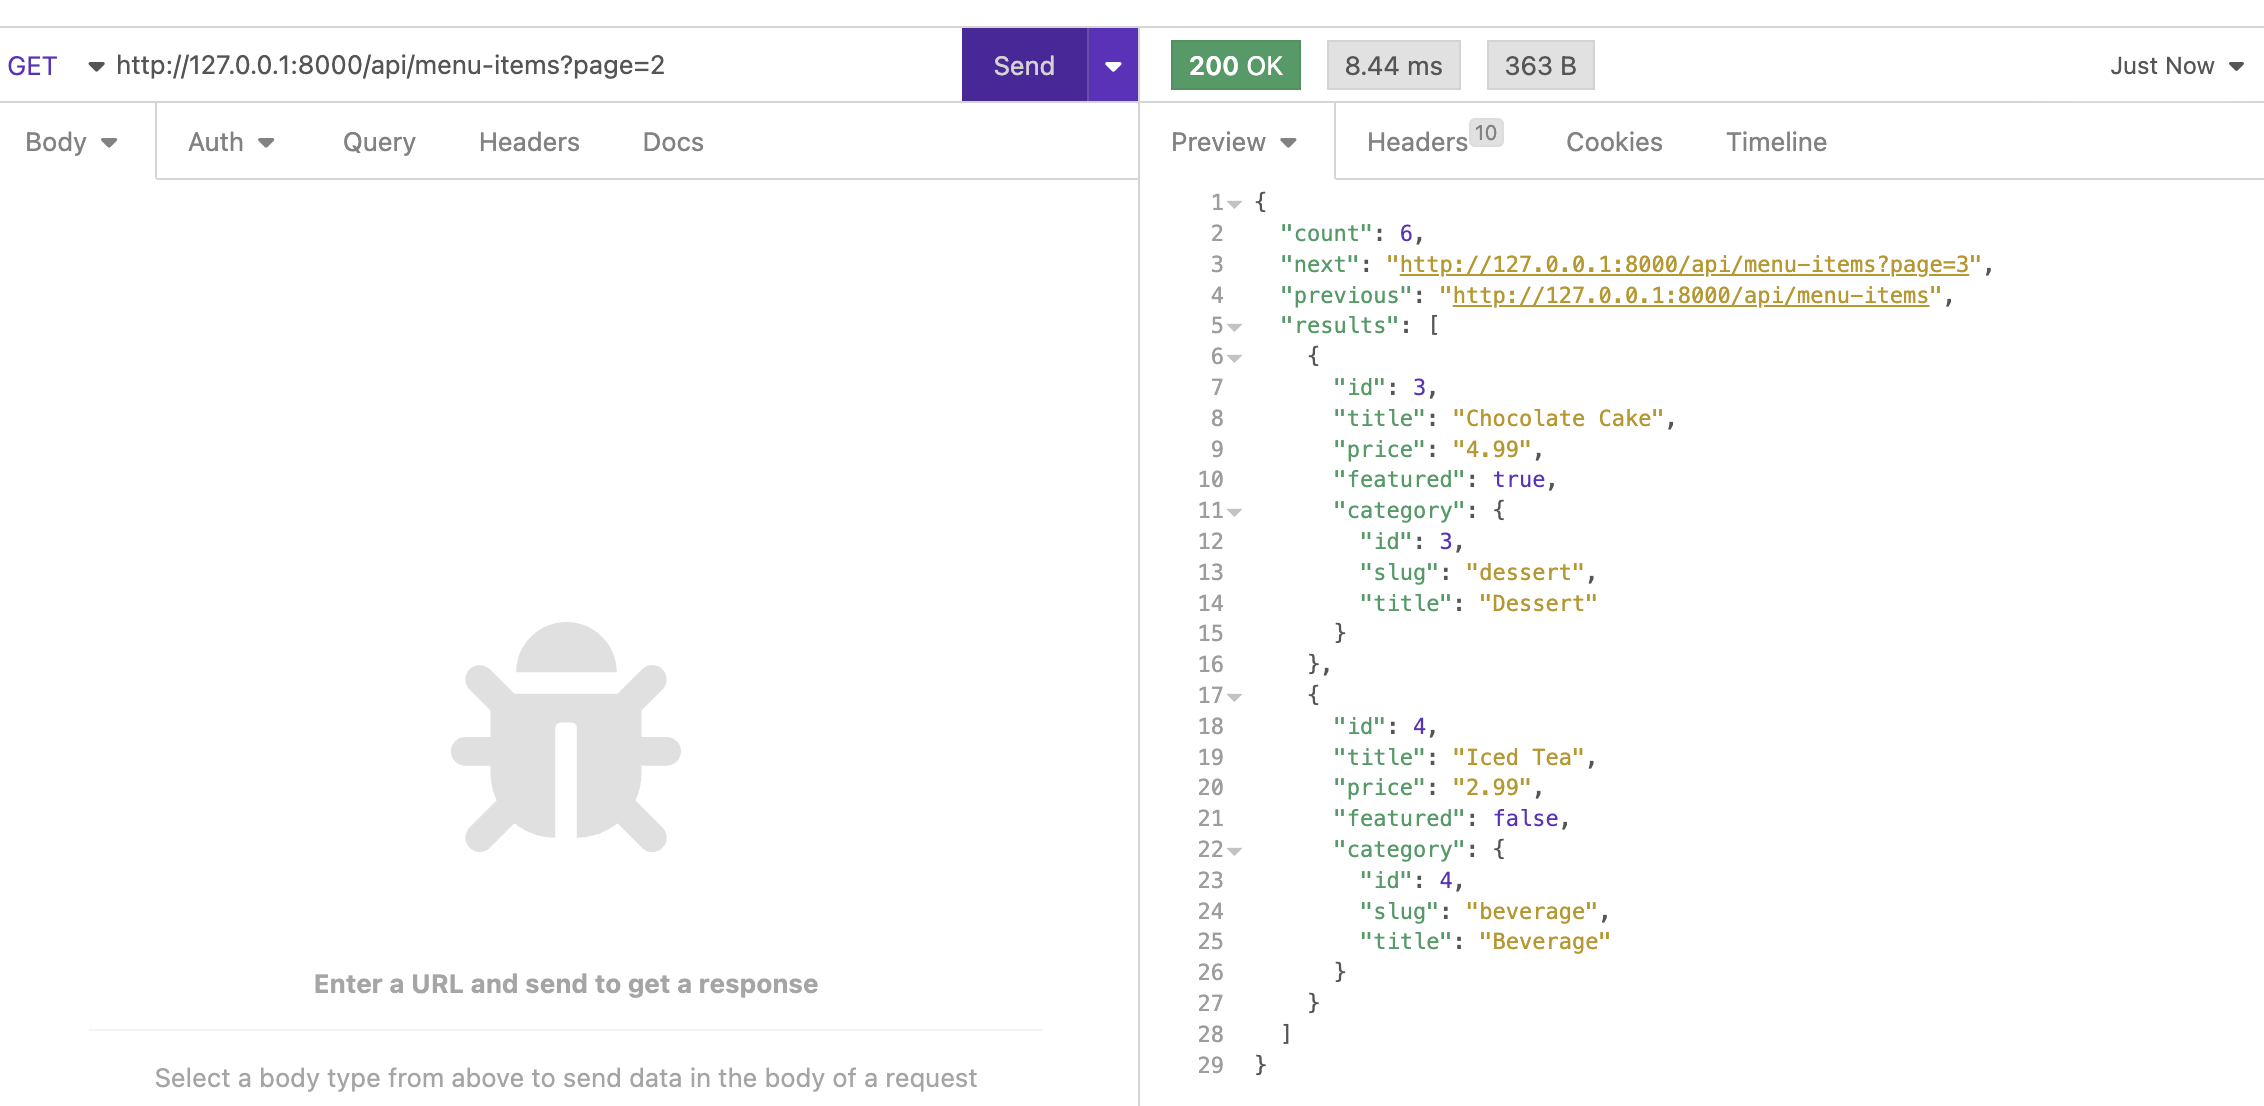 GET http://127.0.0.1:8000/api/menu-items?page=2 Send 200 OK 8.44 ms 363 B Just Now
Body Auth Query Headers Docs
Preview Headers 10 Cookies Timeline
1 {
2 "count": 6,
3 "next": "http://127.0.0.1:8000/api/menu-items?page=3",
4 "previous": "http://127.0.0.1:8000/api/menu-items",
5 "results": [
6 {
7 "id": 3,
8 "title": "Chocolate Cake",
9 "price": "4.99",
10 "featured": true,
11 "category": {
12 "id": 3,
13 "slug": "dessert",
14 "title": "Dessert"
15 }
16 },
17 {
18 "id": 4,
19 "title": "Iced Tea",
20 "price": "2.99",
21 "featured": false,
22 "category": {
23 "id": 4,
24 "slug": "beverage",
25 "title": "Beverage"
26 }
27 }
28 ]
29 }
Enter a URL and send to get a response
Select a body type from above to send data in the body of a request